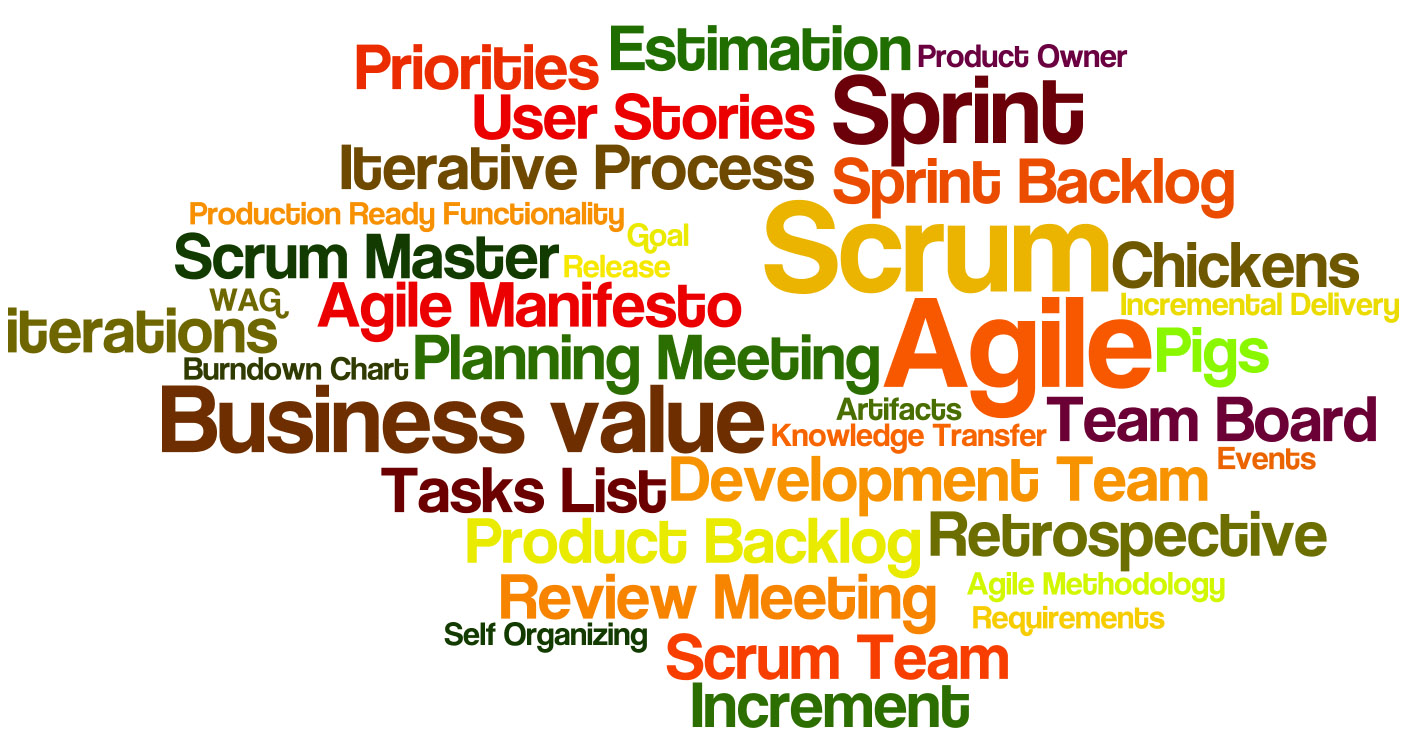 Estimation
Priorities
Product Owner
User Stories
Sprint
Iterative Process
Sprint Backlog
Production Ready Functionality
Goal
Scrum
Scrum Master
Release
Chickens
WAG
Agile Manifesto
Incremental Delivery
iterations
Agile
Pigs
Burndown Chart
Planning Meeting
Business value
Artifacts
Team Board
Knowledge Transfer
Events
Tasks List
Development Team
Product Backlog
Retrospective
Review Meeting
Agile Methodology
Requirements
Self Organizing
Scrum Team
Increment